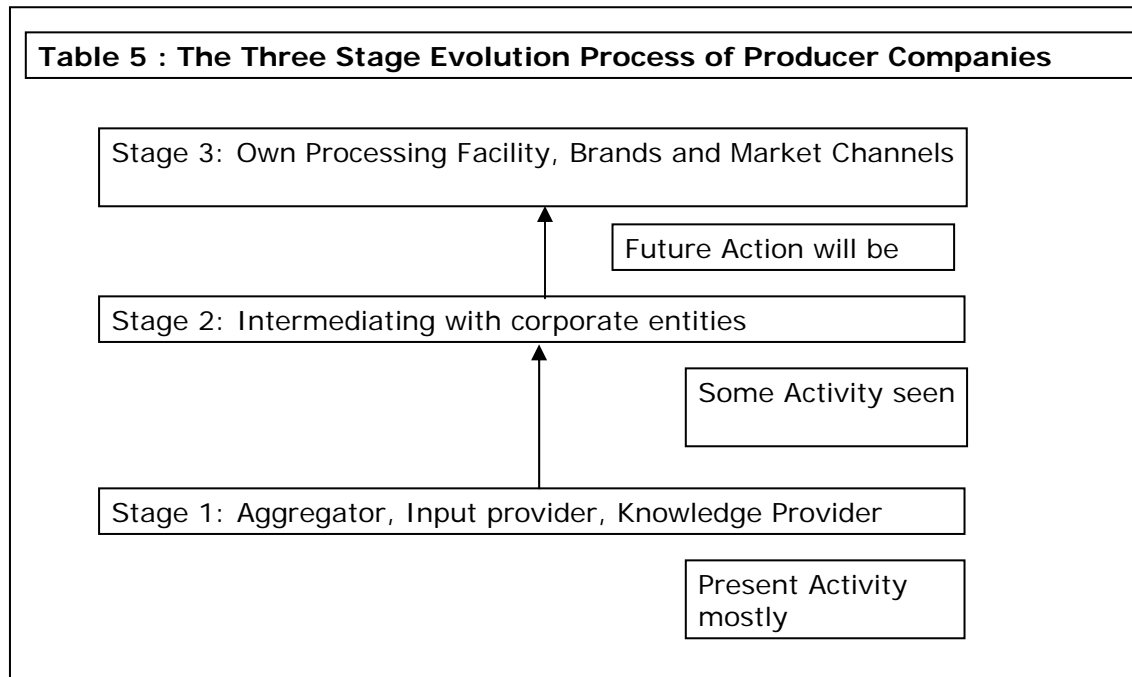 Table 5 : The Three Stage Evolution Process of Producer Companies
Stage 3: Own Processing Facility, Brands and Market Channels
Future Action will be
Stage 2: Intermediating with corporate entities
Some Activity seen
Stage 1: Aggregator, Input provider, Knowledge Provider
Present Activity
mostly